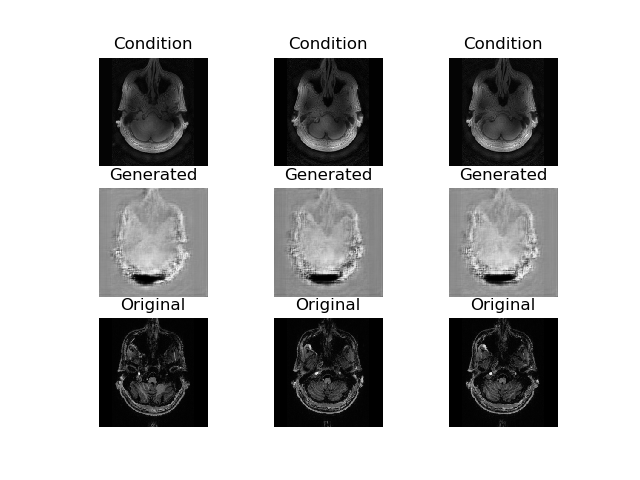 Condition Condition Condition
Generated Generated Generated
Original Original Original